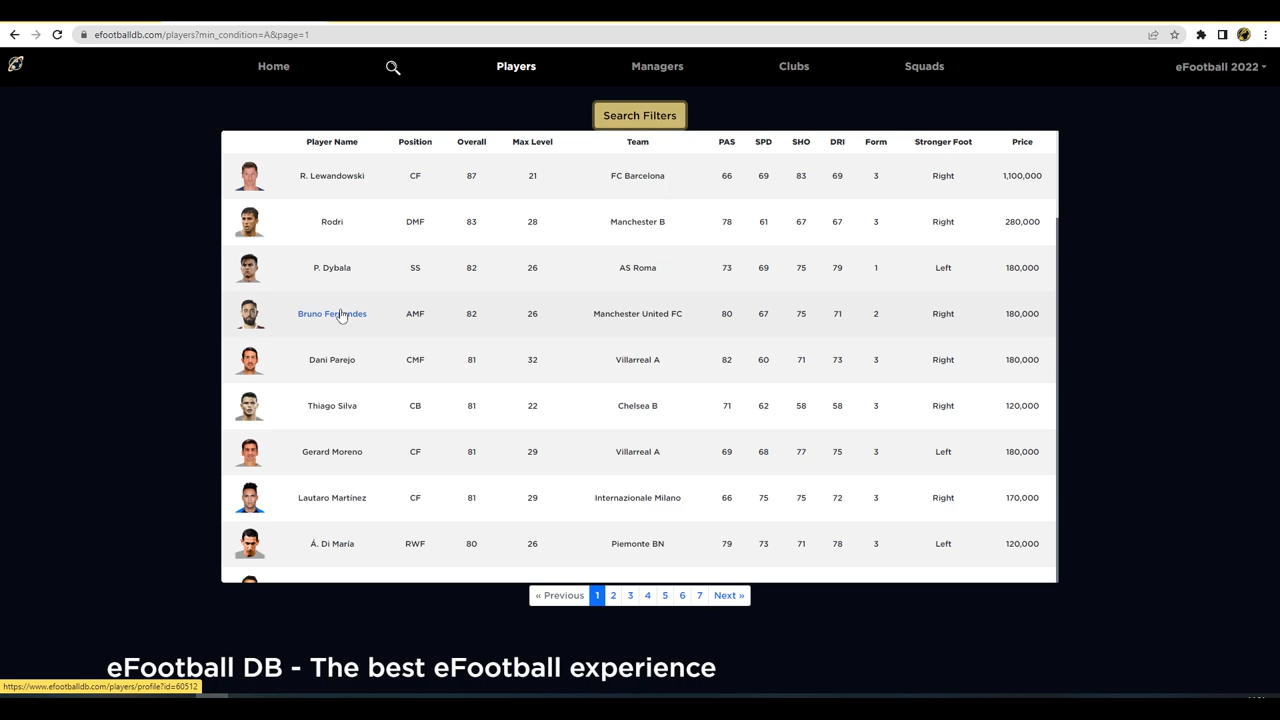 efootballdb.com/players?min_condition=A&page=1
Home Players Managers Clubs Squads eFootball 2022
Search Filters
Player Name Position Overall Max Level Team PAS SPD SHO DRI Form Stronger Foot Price
R. Lewandowski CF 87 21 FC Barcelona 66 69 83 69 3 Right 1,100,000
Rodri DMF 83 28 Manchester B 78 61 67 67 3 Right 280,000
P. Dybala SS 82 26 AS Roma 73 69 75 79 1 Left 180,000
Bruno Fernandes AMF 82 26 Manchester United FC 80 67 75 71 2 Right 180,000
Dani Parejo CMF 81 32 Villarreal A 82 60 71 73 3 Right 180,000
Thiago Silva CB 81 22 Chelsea B 71 62 58 58 3 Right 120,000
Gerard Moreno CF 81 29 Villarreal A 69 68 77 75 3 Left 180,000
Lautaro Martínez CF 81 29 Internazionale Milano 66 75 75 72 3 Right 170,000
Á. Di María RWF 80 26 Piemonte BN 79 73 71 78 3 Left 120,000
« Previous 1 2 3 4 5 6 7 Next »
eFootball DB - The best eFootball experience
https://www.efootballdb.com/players/profile?id=60512